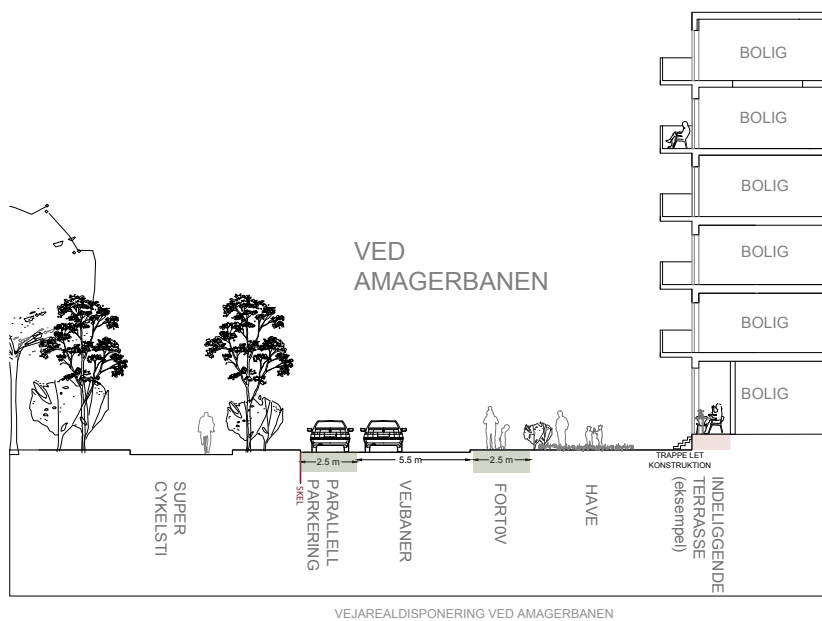 BOLIG
BOLIG
BOLIG
BOLIG
BOLIG
BOLIG
VED
AMAGERBANEN
2.5 m
5.5 m
2.5 m
TRAPPE LET
KONSTRUKTION
SUPER
CYKELSTI
SKEL
PARALLELL
PARKERING
VEJBANER
FORTOV
HAVE
INDELIGGENDE
TERRASSE
(eksempel)
VEJAREALDISPONERING VED AMAGERBANEN